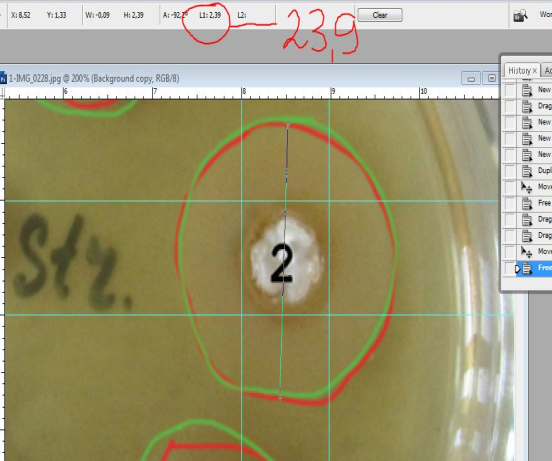 X: 8,52 Y: 1,33 W: -0,09 H: 2,39 A: -92,2° L1: 2,39 L2: Clear Wor
23,9
1-IMG_0228.jpg @ 200% (Background copy, RGB/8)
History x Ac
6 7 8 9 10
New
Drag
New
New
New
Dupl
Move
Free
Drag
Drag
Move
Free
Str.
2